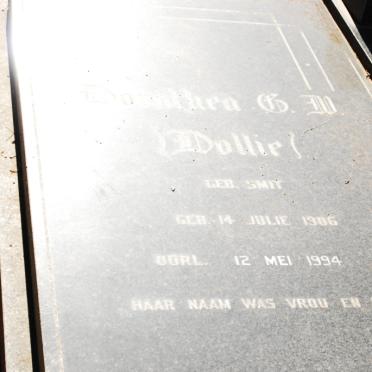 Dorothea G. W.
(Dollie)
GEB. SMIT
GEB. 14 JULIE 1906
OORL. 12 MEI 1994
HAAR NAAM WAS VROU EN